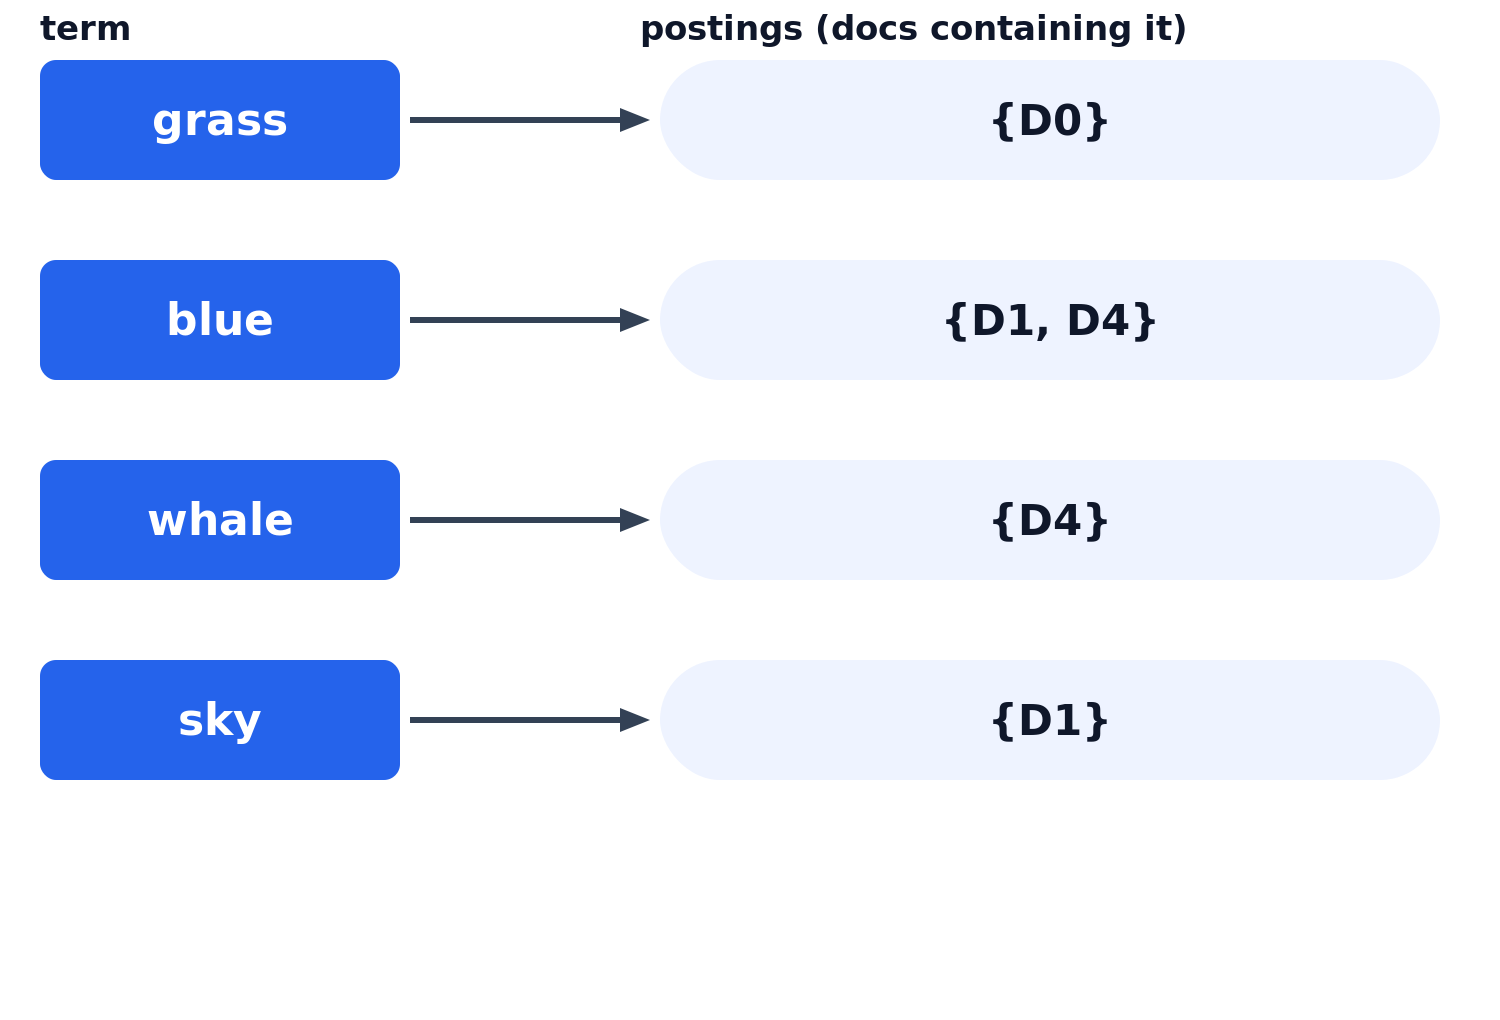 term postings (docs containing it)
grass {D0}
blue {D1, D4}
whale {D4}
sky {D1}